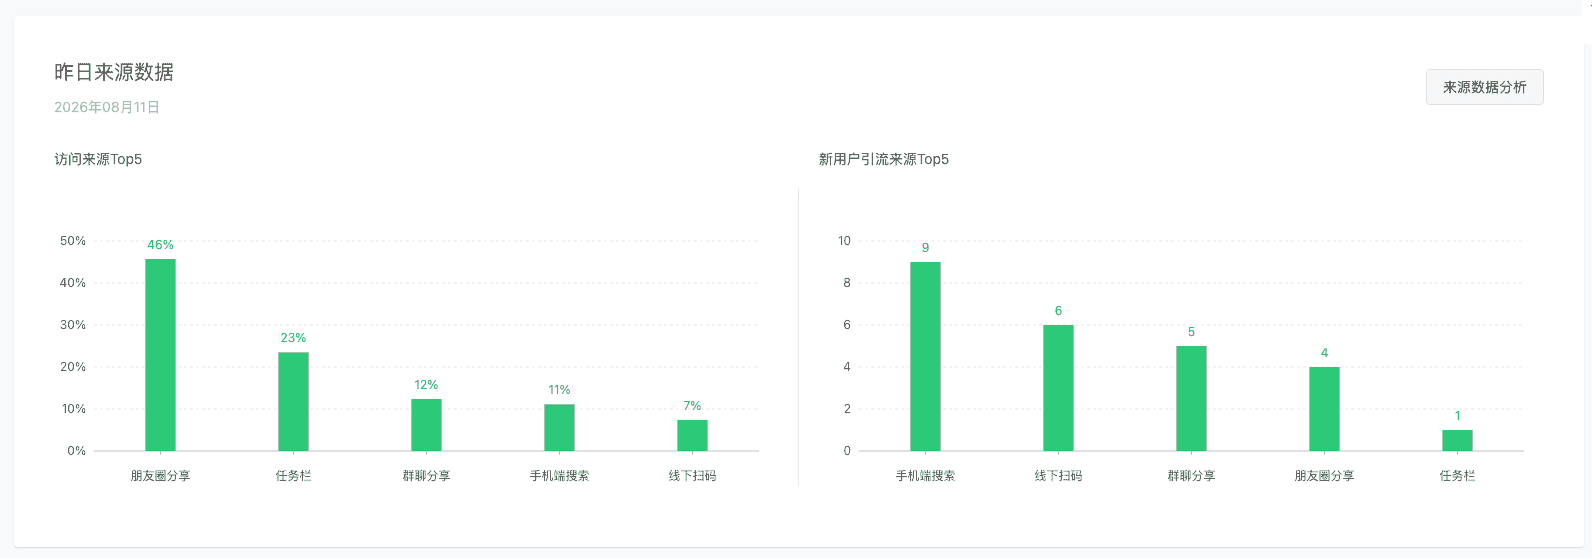 昨日来源数据
2026年08月11日
来源数据分析
访问来源Top5
50%
40%
30%
20%
10%
0%
46%
23%
12%
11%
7%
朋友圈分享
任务栏
群聊分享
手机端搜索
线下扫码
新用户引流来源Top5
10
8
6
4
2
0
9
6
5
4
1
手机端搜索
线下扫码
群聊分享
朋友圈分享
任务栏